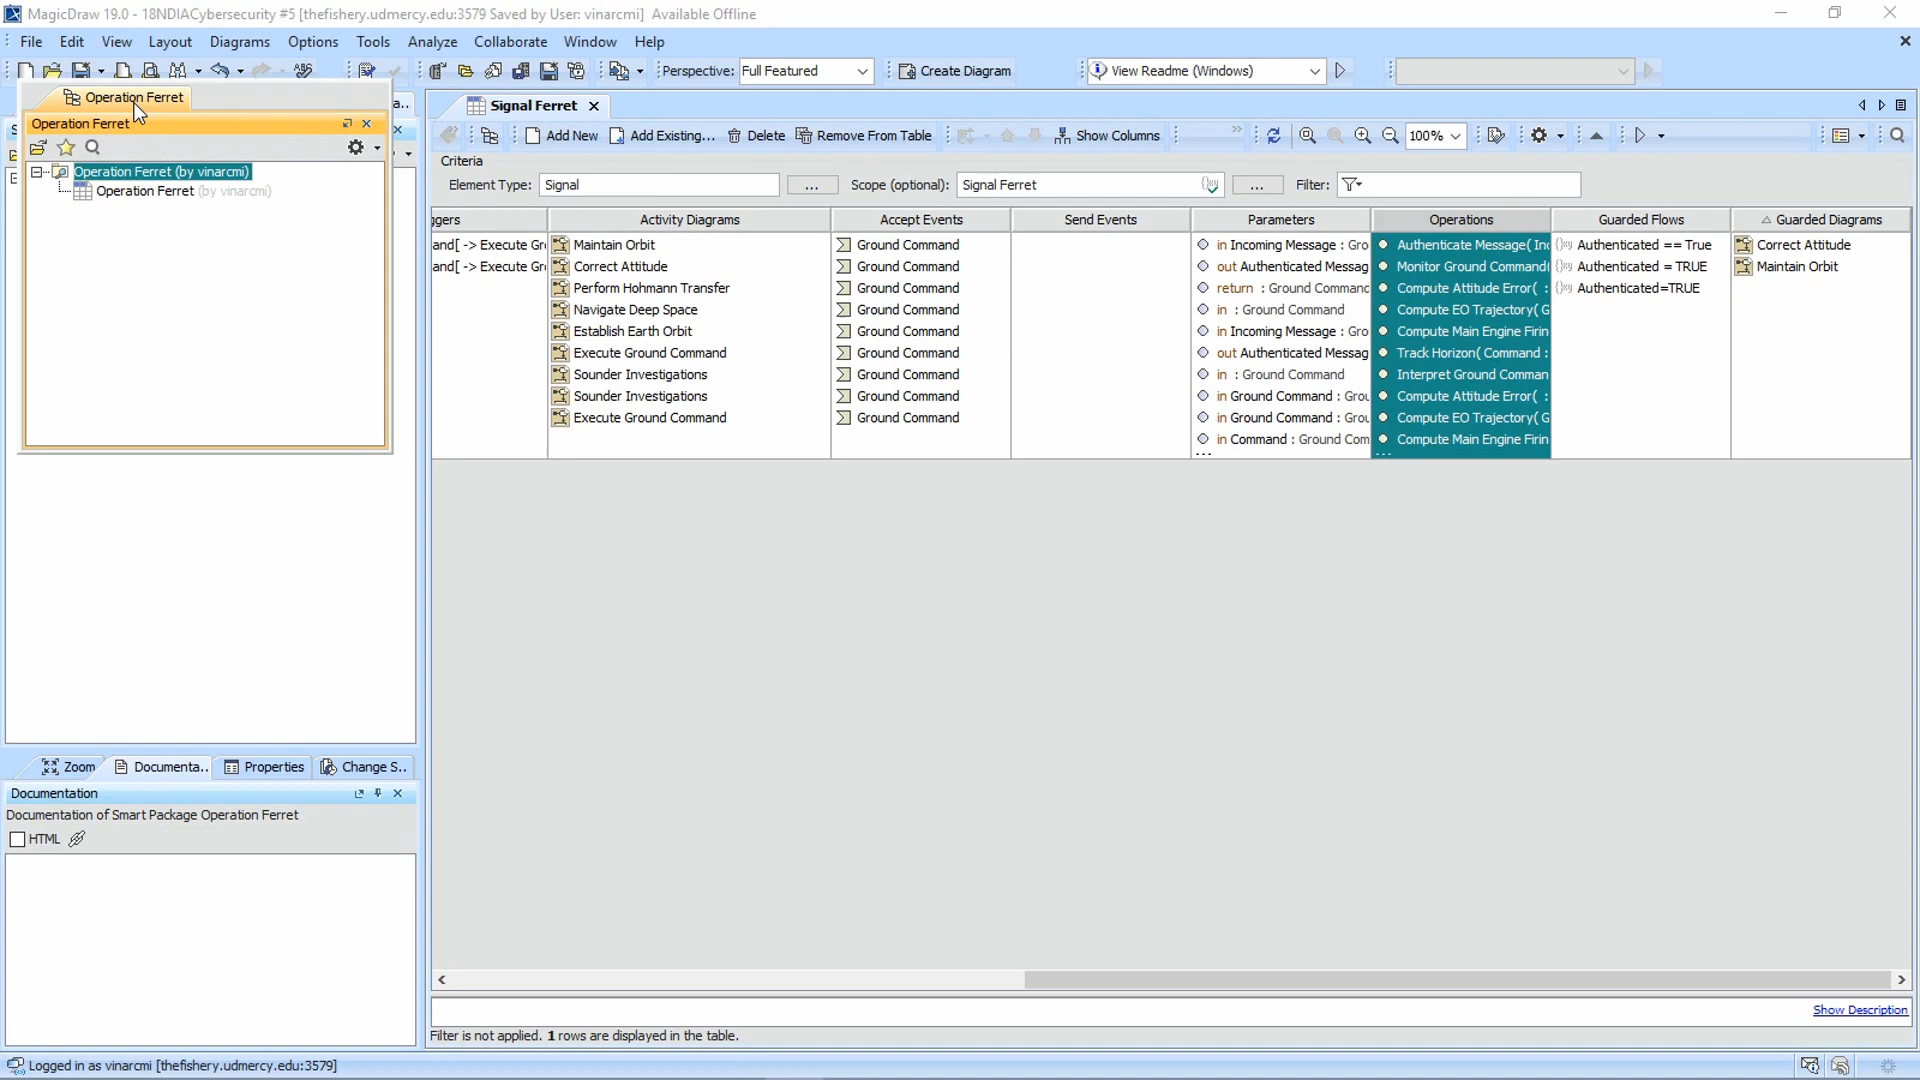 MagicDraw 19.0 - 18NDIACybersecurity #5 [thefishery.udmercy.edu:3579 Saved by User: vinarcmi] Available Offline
File Edit View Layout Diagrams Options Tools Analyze Collaborate Window Help
Perspective: Full Featured Create Diagram View Readme (Windows)
Operation Ferret
a..
Operation Ferret
Operation Ferret (by vinarcmi)
Operation Ferret (by vinarcmi)
Signal Ferret
Add New Add Existing... Delete Remove From Table Show Columns 100%
Criteria
Element Type: Signal ... Scope (optional): Signal Ferret ... Filter:
ggers Activity Diagrams Accept Events Send Events Parameters Operations Guarded Flows Guarded Diagrams
and[ -> Execute Gr Maintain Orbit Ground Command in Incoming Message : Gro Authenticate Message( In Authenticated == True Correct Attitude
and[ -> Execute Gr Correct Attitude Ground Command out Authenticated Messag Monitor Ground Command( Authenticated = TRUE Maintain Orbit
Perform Hohmann Transfer Ground Command return : Ground Command Compute Attitude Error( : Authenticated=TRUE
Navigate Deep Space Ground Command in : Ground Command Compute EO Trajectory( G
Establish Earth Orbit Ground Command in Incoming Message : Gro Compute Main Engine Firin
Execute Ground Command Ground Command out Authenticated Messag Track Horizon( Command :
Sounder Investigations Ground Command in : Ground Command Interpret Ground Comman
Sounder Investigations Ground Command in Ground Command : Grou Compute Attitude Error( :
Execute Ground Command Ground Command in Ground Command : Grou Compute EO Trajectory( G
in Command : Ground Com Compute Main Engine Firin
... ...
Zoom Documenta.. Properties Change S..
Documentation
Documentation of Smart Package Operation Ferret
HTML
Show Description
Filter is not applied. 1 rows are displayed in the table.
Logged in as vinarcmi [thefishery.udmercy.edu:3579]